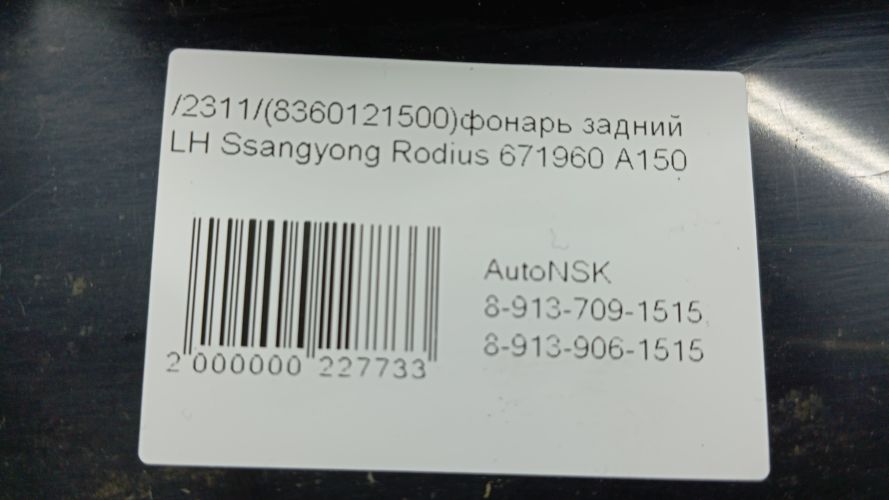 /2311/(8360121500)фонарь задний
LH Ssangyong Rodius 671960 A150
AutoNSK
8-913-709-1515
8-913-906-1515
2 000000 227733